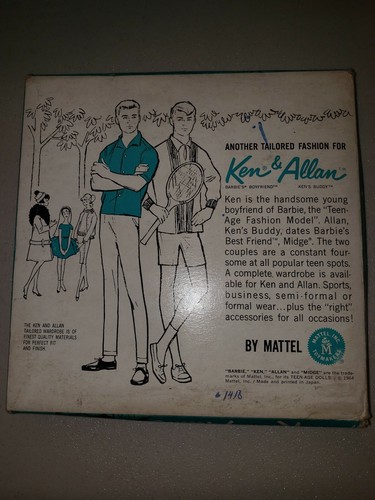 ANOTHER TAILORED FASHION FOR
Ken & Allan
BARBIE'S® BOYFRIEND™ KEN'S BUDDY™
Ken is the handsome young
boyfriend of Barbie, the "Teen-
Age Fashion Model". Allan,
Ken's Buddy, dates Barbie's
Best Friend™, Midge®. The two
couples are a constant four-
some at all popular teen spots.
A complete wardrobe is avail-
able for Ken and Allan. Sports,
business, semi-formal or
formal wear...plus the "right"
accessories for all occasions!
THE KEN AND ALLAN
TAILORED WARDROBE IS OF
FINEST QUALITY MATERIALS
FOR PERFECT FIT
AND FINISH
BY MATTEL
MATTEL, INC.
M
TOYMAKERS
"BARBIE," "KEN," "ALLAN" and "MIDGE" are the trade-
marks of Mattel, Inc., for its TEEN-AGE DOLLS © 1964
Mattel, Inc. / Made and printed in Japan.